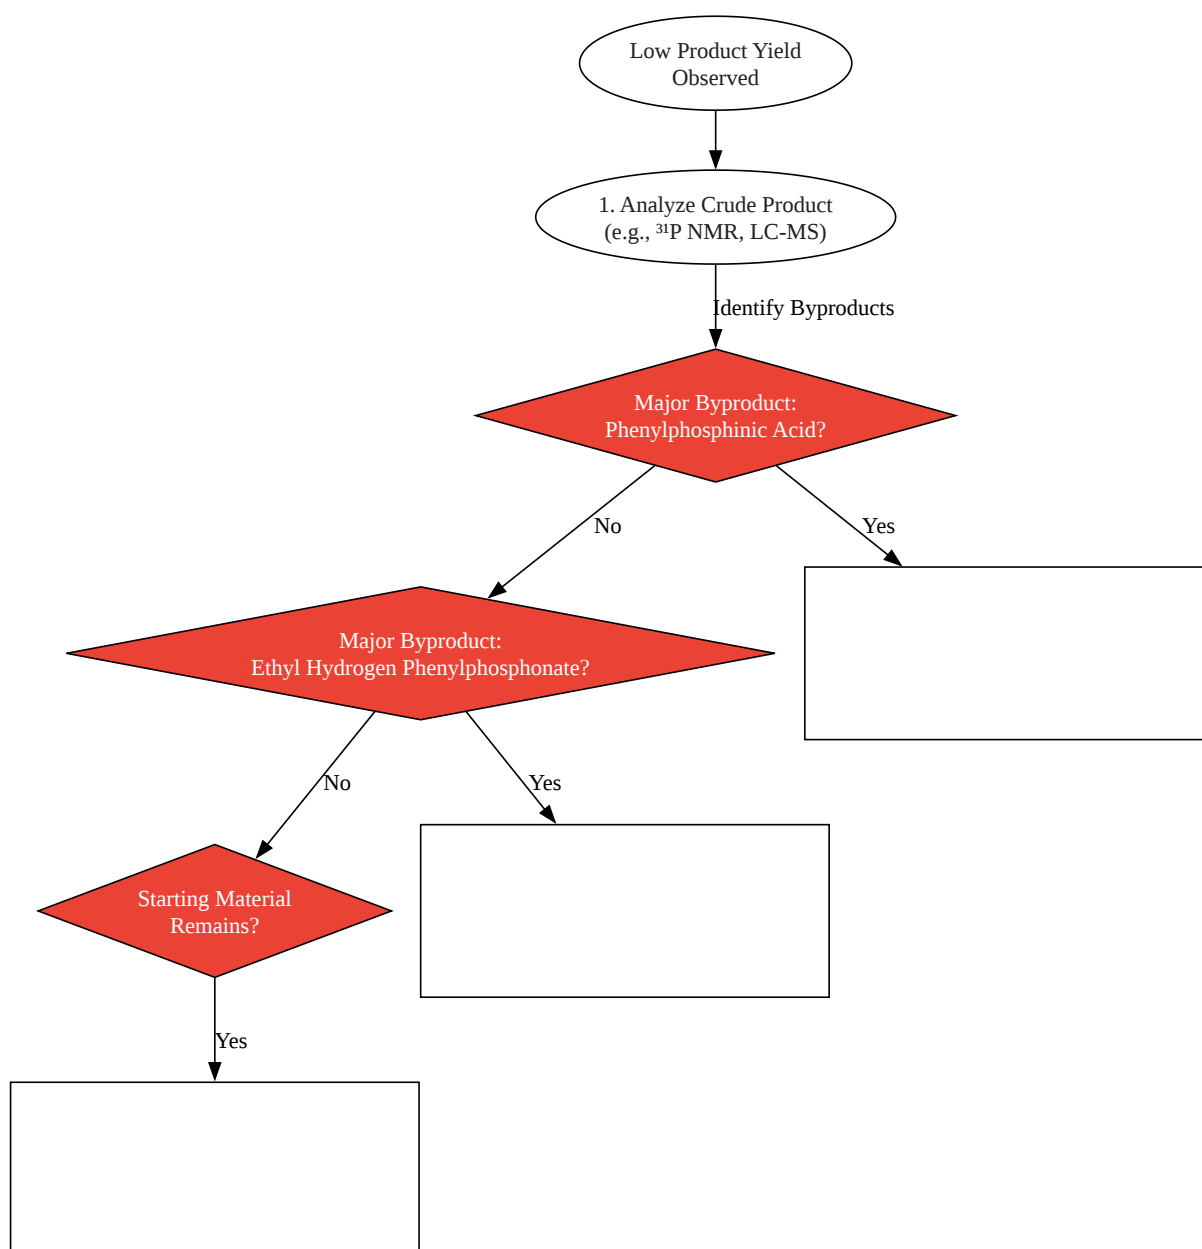 Low Product Yield
Observed
1. Analyze Crude Product
(e.g., ³¹P NMR, LC-MS)
Identify Byproducts
Major Byproduct:
Phenylphosphinic Acid?
No
Yes
Major Byproduct:
Ethyl Hydrogen Phenylphosphonate?
No
Yes
Starting Material
Remains?
Yes